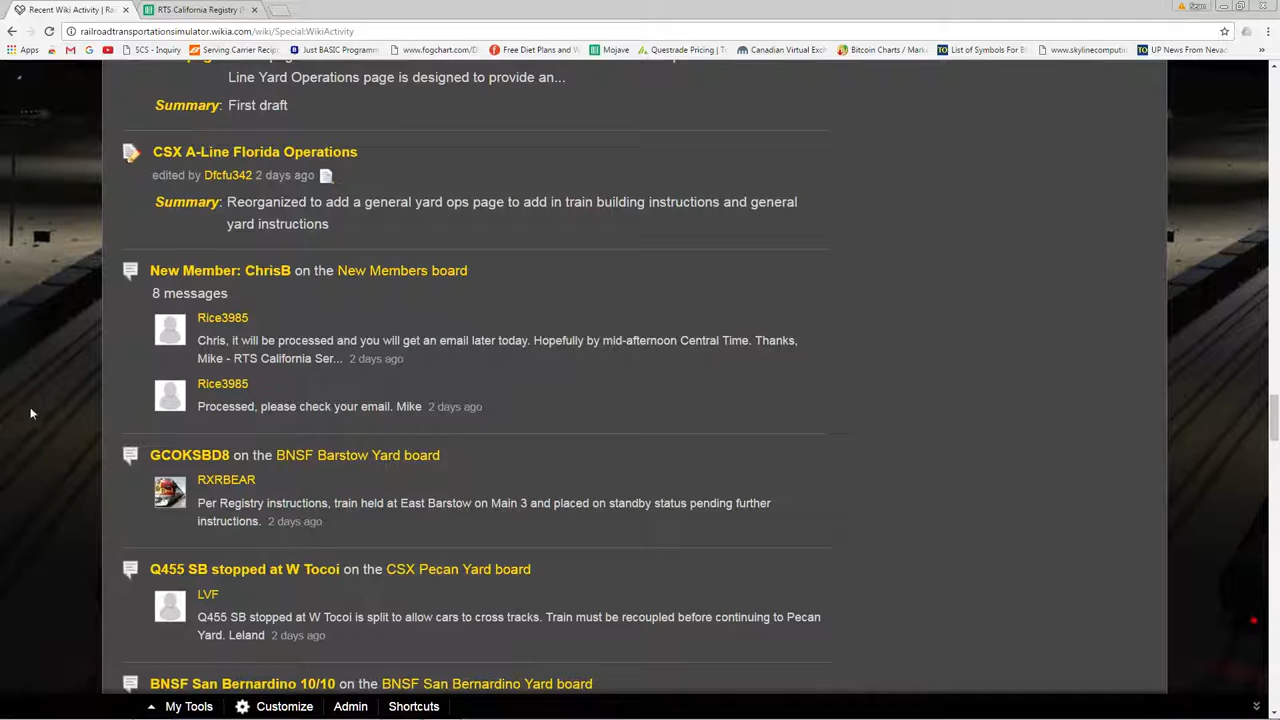 Recent Wiki Activity | Rai
RTS California Registry (
Sean
railroadtransportationsimulator.wikia.com/wiki/Special:WikiActivity
Apps
SCS - Inquiry
Serving Carrier Recip
Just BASIC Programm
www.fogchart.com/D
Free Diet Plans and W
Mojave
Questrade Pricing | T
Canadian Virtual Exch
Bitcoin Charts / Mark
List of Symbols For B
www.skylinecomputin
UP News From Nevad
Line Yard Operations page is designed to provide an...
Summary: First draft
CSX A-Line Florida Operations
edited by Dfcfu342 2 days ago
Summary: Reorganized to add a general yard ops page to add in train building instructions and general
yard instructions
New Member: ChrisB on the New Members board
8 messages
Rice3985
Chris, it will be processed and you will get an email later today. Hopefully by mid-afternoon Central Time. Thanks,
Mike - RTS California Ser... 2 days ago
Rice3985
Processed, please check your email. Mike 2 days ago
GCOKSBD8 on the BNSF Barstow Yard board
RXRBEAR
Per Registry instructions, train held at East Barstow on Main 3 and placed on standby status pending further
instructions. 2 days ago
Q455 SB stopped at W Tocoi on the CSX Pecan Yard board
LVF
Q455 SB stopped at W Tocoi is split to allow cars to cross tracks. Train must be recoupled before continuing to Pecan
Yard. Leland 2 days ago
BNSF San Bernardino 10/10 on the BNSF San Bernardino Yard board
My Tools
Customize
Admin
Shortcuts